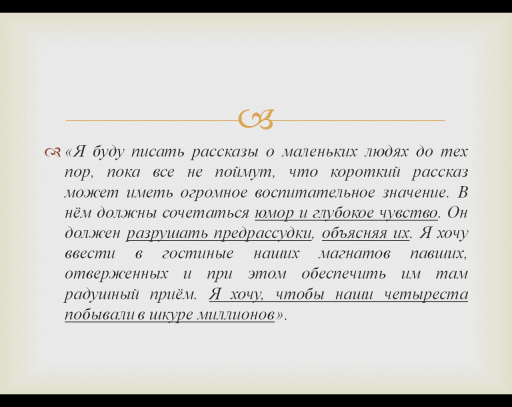 «Я буду писать рассказы о маленьких людях до тех
пор, пока все не поймут, что короткий рассказ
может иметь огромное воспитательное значение. В
нём должны сочетаться юмор и глубокое чувство. Он
должен разрушать предрассудки, объясняя их. Я хочу
ввести в гостиные наших магнатов павших,
отверженных и при этом обеспечить им там
радушный приём. Я хочу, чтобы наши четыреста
побывали в шкуре миллионов».